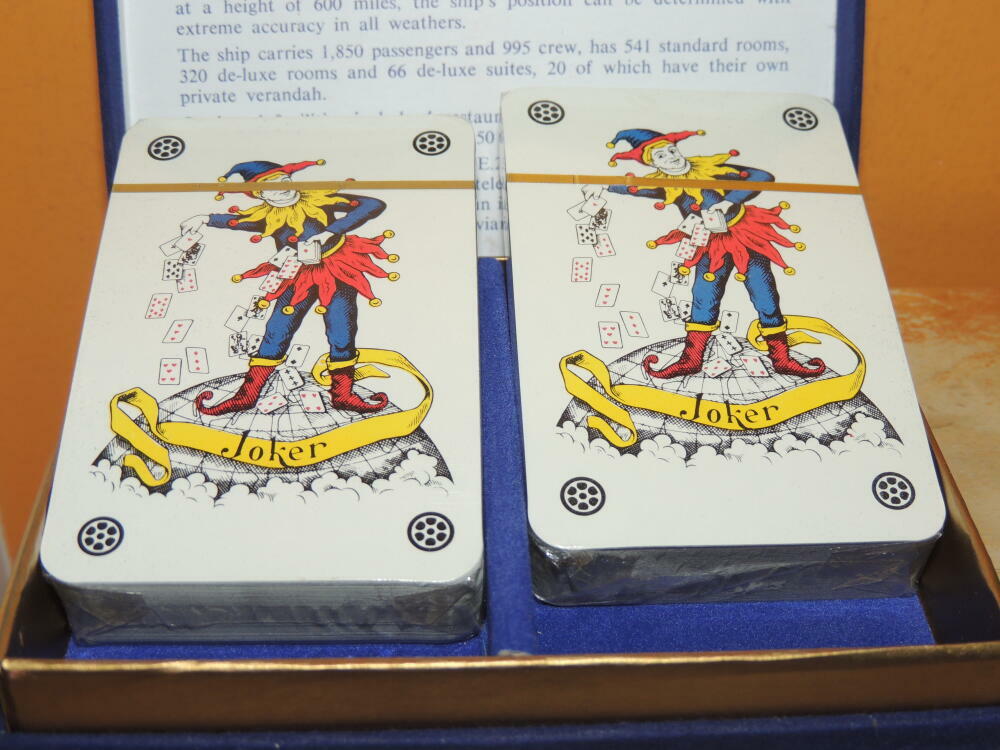 at a height of 600 miles, the ship's position can be determined with
extreme accuracy in all weathers.
The ship carries 1,850 passengers and 995 crew, has 541 standard rooms,
320 de-luxe rooms and 66 de-luxe suites, 20 of which have their own
private verandah.
Joker
Joker